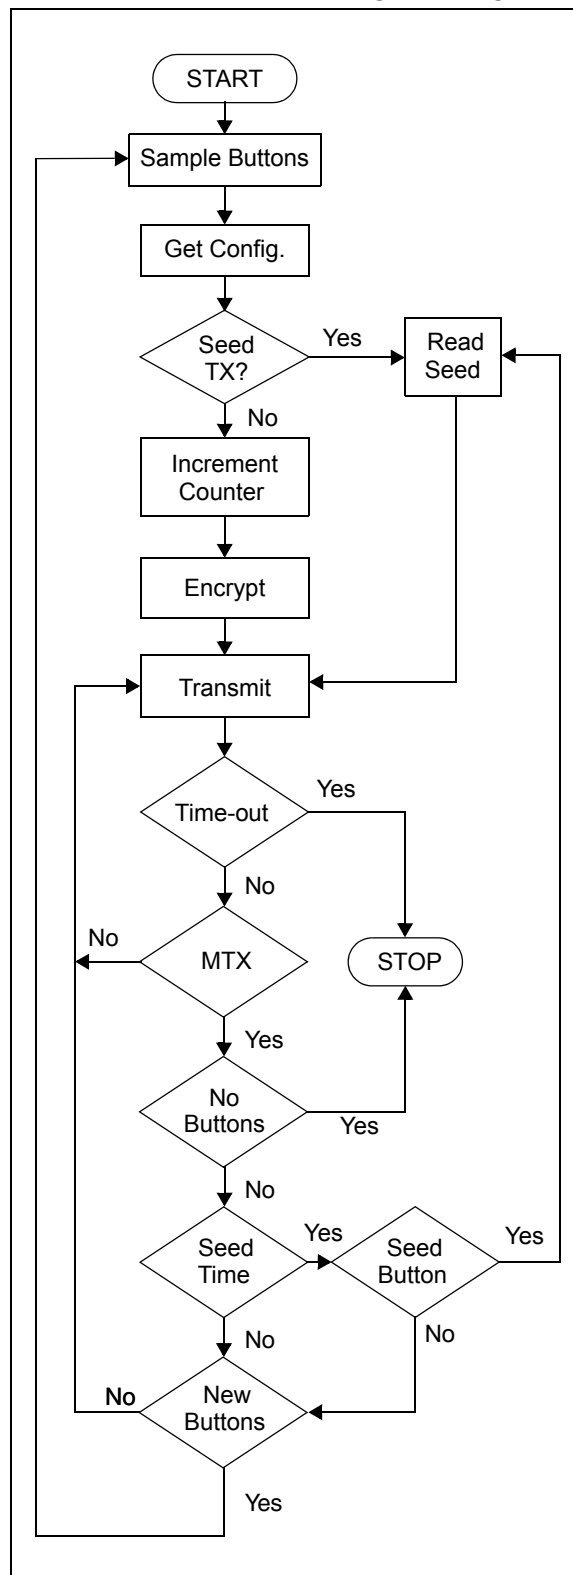 START
Sample Buttons
Get Config.
Seed
TX?
Yes
Read
Seed
No
Increment
Counter
Encrypt
Transmit
Time-out
Yes
No
MTX
No
STOP
Yes
No
Buttons
Yes
No
Seed
Time
Yes
Seed
Button
Yes
No
No
New
Buttons
No
Yes